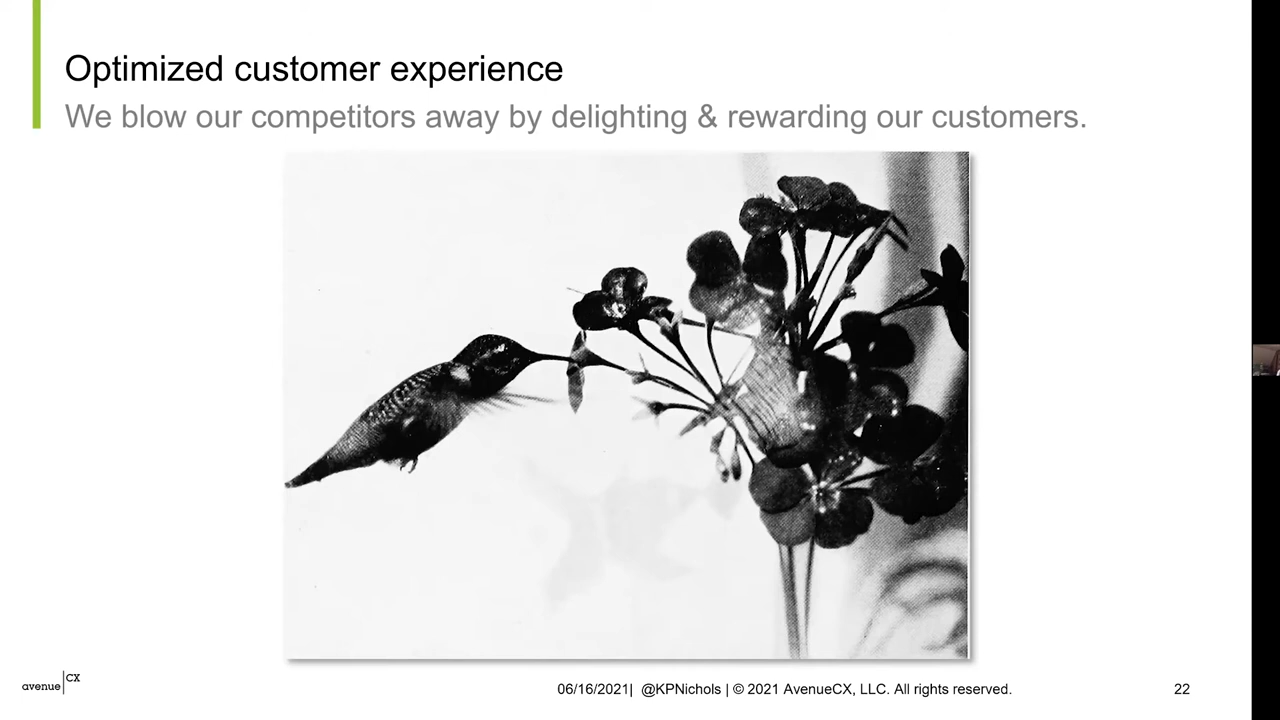 Optimized customer experience
We blow our competitors away by delighting & rewarding our customers.
avenue CX
06/16/2021| @KPNichols | © 2021 AvenueCX, LLC. All rights reserved.
22